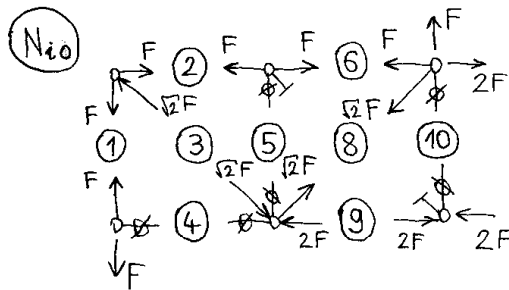 N₁₀
F ② F F ⑥ F F
2F
F √2F √2F
① ③ ⑤ ⑧ ⑩
F √2F √2F
ø ④ ø ⑨
2F 2F 2F
F